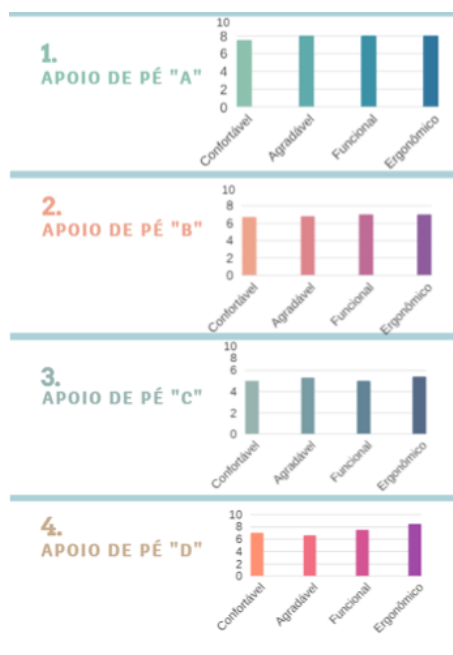 1.
APOIO DE PÉ "A"
10
8
6
4
2
0
Confortável
Agradável
Funcional
Ergonômico
2.
APOIO DE PÉ "B"
10
8
6
4
2
0
Confortável
Agradável
Funcional
Ergonômico
3.
APOIO DE PÉ "C"
10
8
6
4
2
0
Confortável
Agradável
Funcional
Ergonômico
4.
APOIO DE PÉ "D"
10
8
6
4
2
0
Confortável
Agradável
Funcional
Ergonômico